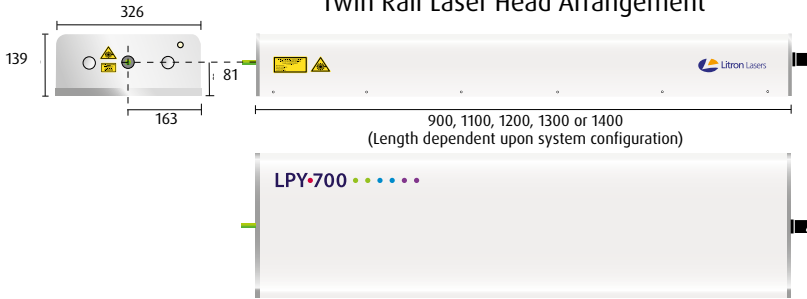 Twin Rail Laser Head Arrangement
326
139
81
163
Litron Lasers
900, 1100, 1200, 1300 or 1400
(Length dependent upon system configuration)
LPY•700